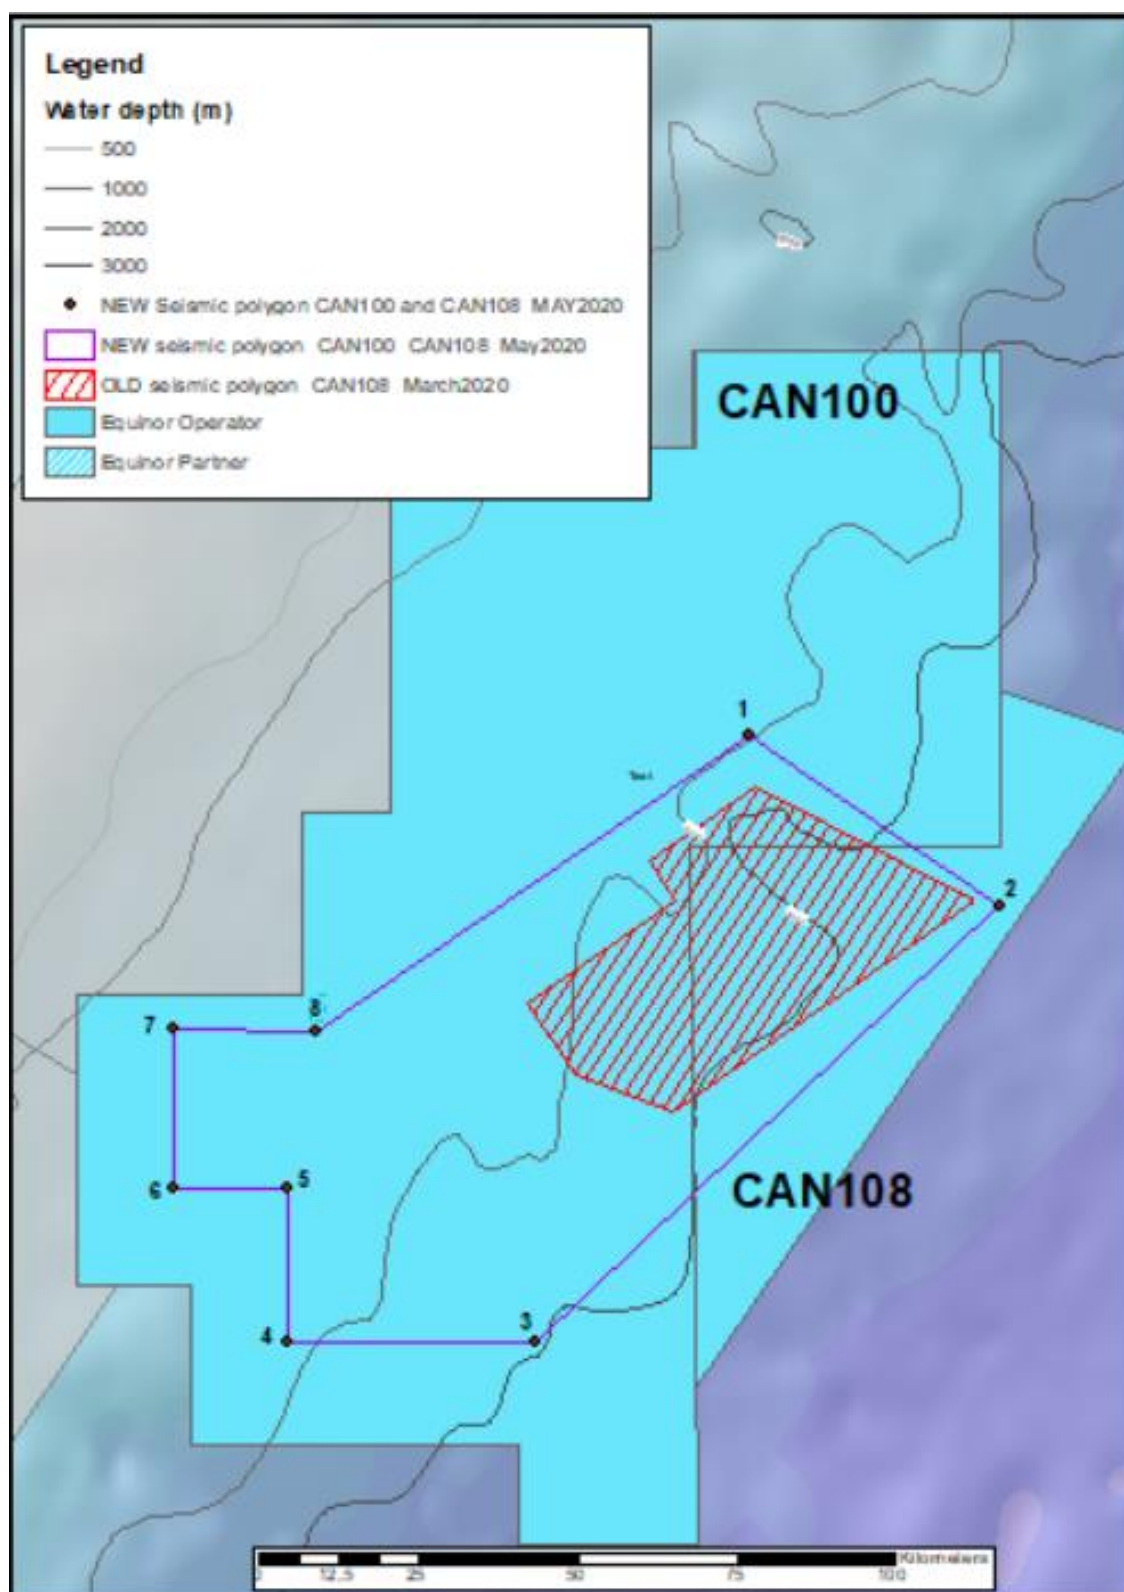 Legend
Water depth (m)
500
1000
2000
3000
NEW Seismic polygon CAN100 and CAN108 MAY2020
NEW seismic polygon CAN100 CAN108 May2020
OLD seismic polygon CAN108 March2020
Equinor Operator
Equinor Partner
CAN100
1
2
8
7
5
6
CAN108
3
4
Kilometers
0 12.5 25 50 75 100